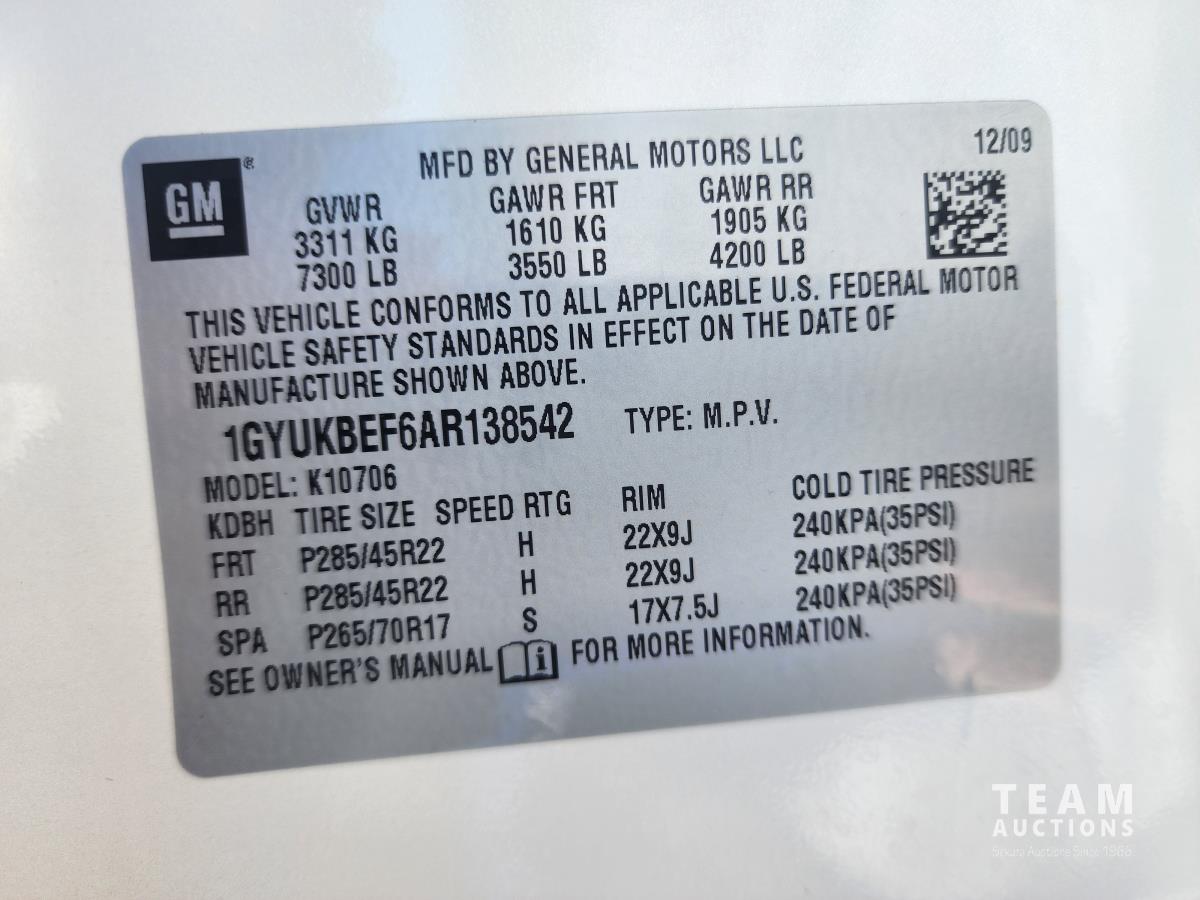 GM®
MFD BY GENERAL MOTORS LLC 12/09
GVWR GAWR FRT GAWR RR
3311 KG 1610 KG 1905 KG
7300 LB 3550 LB 4200 LB
THIS VEHICLE CONFORMS TO ALL APPLICABLE U.S. FEDERAL MOTOR
VEHICLE SAFETY STANDARDS IN EFFECT ON THE DATE OF
MANUFACTURE SHOWN ABOVE.
1GYUKBEF6AR138542 TYPE: M.P.V.
MODEL: K10706
KDBH TIRE SIZE SPEED RTG RIM COLD TIRE PRESSURE
FRT P285/45R22 H 22X9J 240KPA(35PSI)
RR P285/45R22 H 22X9J 240KPA(35PSI)
SPA P265/70R17 S 17X7.5J 240KPA(35PSI)
SEE OWNER'S MANUAL i FOR MORE INFORMATION.
TEAM
AUCTIONS
Auctions Since